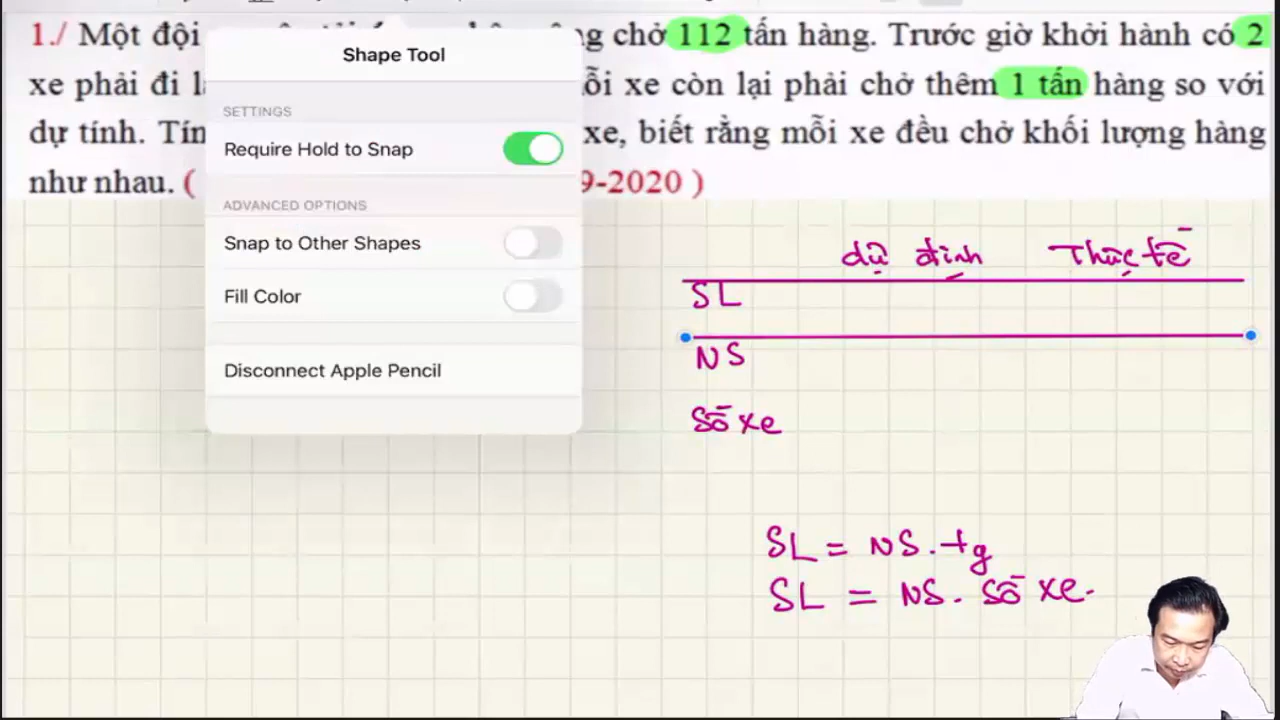 1./ Một đội chở 112 tấn hàng. Trước giờ khởi hành có 2
xe phải đi xe còn lại phải chở thêm 1 tấn hàng so với
dự tính. xe, biết rằng mỗi xe đều chở khối lượng hàng
như nhau. ( 9-2020 )
Shape Tool
SETTINGS
Require Hold to Snap
ADVANCED OPTIONS
Snap to Other Shapes
Fill Color
Disconnect Apple Pencil
dự định Thực tế
SL
NS
Số xe
SL = NS . tg
SL = NS . Số xe.